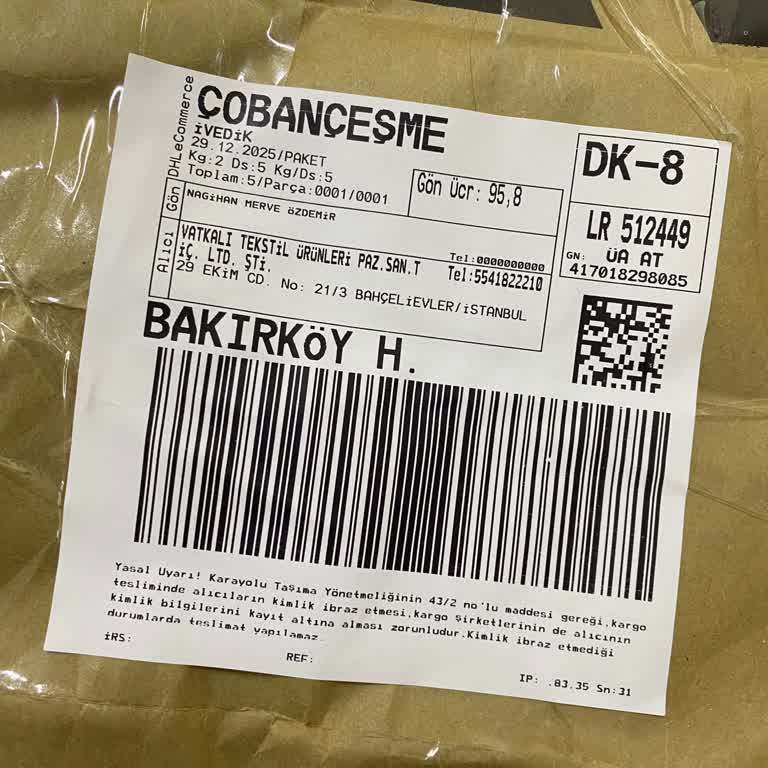 DHLeCommerce
ÇOBANÇEŞME
İVEDİK
29.12.2025/PAKET
Kg:2 Ds:5 Kg/Ds:5
Toplam:5/Parça:0001/0001
Gön Ücr: 95,8
DK-8
LR 512449
ÜA AT
GN: 417018298085
Gön
NAGİHAN MERVE ÖZDEMİR
Tel:0000000000
Alıcı
VATKALI TEKSTİL ÜRÜNLERİ PAZ.SAN.T
İÇ. LTD. ŞTİ.
Tel:5541822210
29 EKİM CD. No: 21/3 BAHÇELİEVLER/İSTANBUL
BAKIRKÖY H.
Yasal Uyarı! Karayolu Taşıma Yönetmeliğinin 43/2 no'lu maddesi gereği,kargo
tesliminde alıcıların kimlik ibraz etmesi,kargo şirketlerinin de alıcının
kimlik bilgilerini kayıt altına alması zorunludur.Kimlik ibraz etmediği
durumlarda teslimat yapılamaz.
İRS:
REF:
IP: .83.35 Sn:31